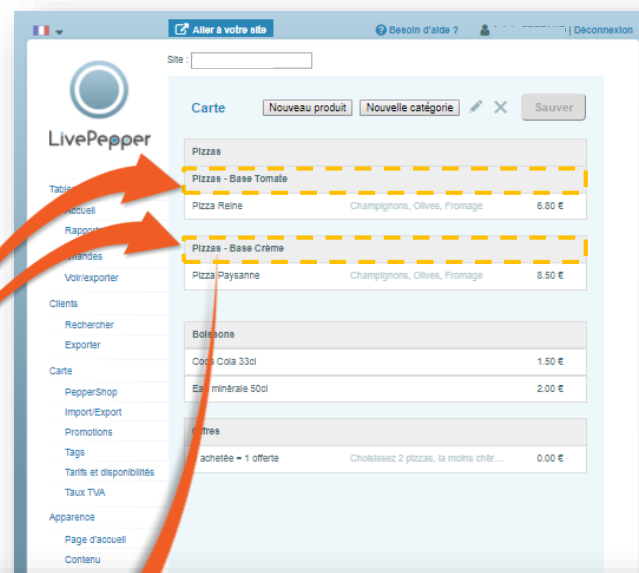 Aller à votre site
Besoin d'aide ?
| Déconnexion
Site :
LivePepper
Carte
Nouveau produit
Nouvelle catégorie
Sauver
Pizzas
Pizzas - Base Tomate
Pizza Reine Champignons, Olives, Fromage 6.80 €
Pizzas - Base Crème
Pizza Paysanne Champignons, Olives, Fromage 8.50 €
Boissons
Coca Cola 33cl 1.50 €
Eau minérale 50cl 2.00 €
Offres
achetée = 1 offerte Choisissez 2 pizzas, la moins chèr... 0.00 €
Accueil
Voir/exporter
Clients
Rechercher
Exporter
Carte
PepperShop
Import/Export
Promotions
Tags
Tarifs et disponibilités
Taux TVA
Apparence
Page d'accueil
Contenu